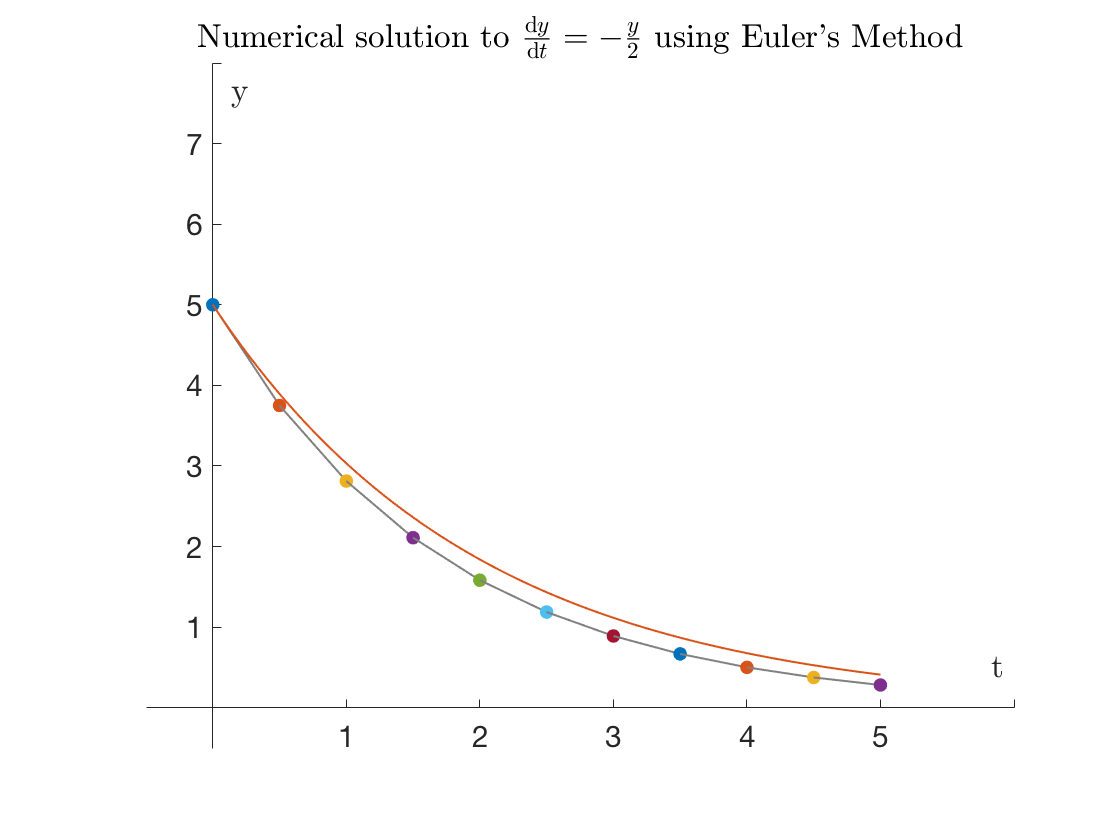 Numerical solution to dy/dt = −y/2 using Euler's Method
y
7
6
5
4
3
2
1
t
1 2 3 4 5